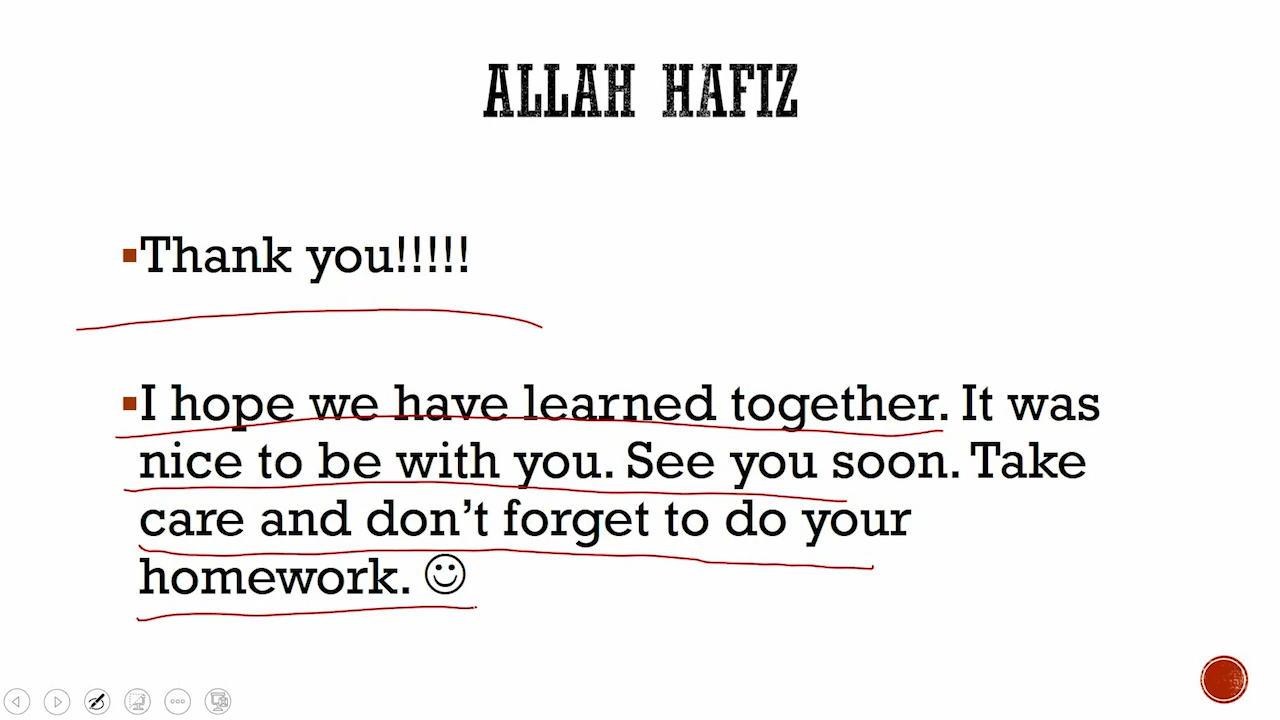 ALLAH HAFIZ
▪Thank you!!!!!
▪I hope we have learned together. It was
nice to be with you. See you soon. Take
care and don’t forget to do your
homework. ☺